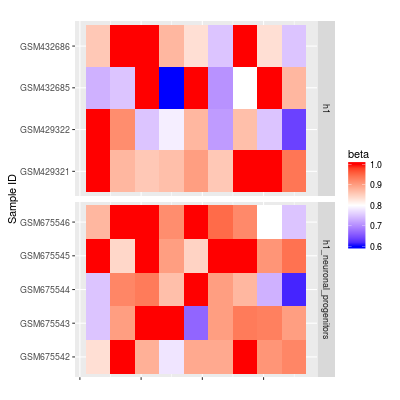 Sample ID
GSM432686
GSM432685
GSM429322
GSM429321
h1
GSM675546
GSM675545
GSM675544
GSM675543
GSM675542
h1_neuronal_progenitors
beta
1.0
0.9
0.8
0.7
0.6